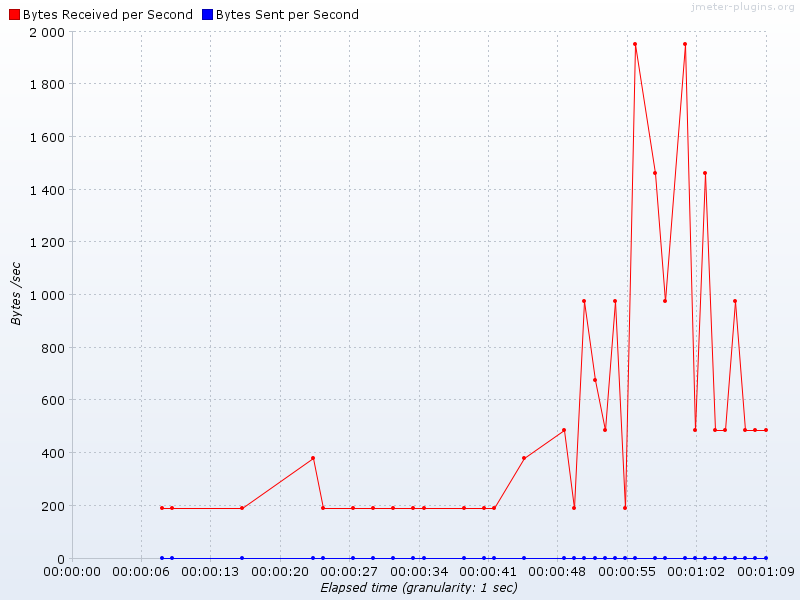 Bytes Received per Second Bytes Sent per Second
jmeter-plugins.org
2 000
1 800
1 600
1 400
1 200
1 000
800
600
400
200
0
Bytes /sec
00:00:00 00:00:06 00:00:13 00:00:20 00:00:27 00:00:34 00:00:41 00:00:48 00:00:55 00:01:02 00:01:09
Elapsed time (granularity: 1 sec)